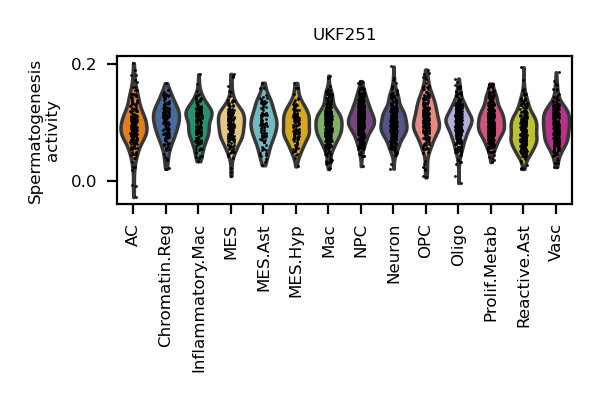 UKF251
Spermatogenesis
activity
0.2
0.0
AC
Chromatin.Reg
Inflammatory.Mac
MES
MES.Ast
MES.Hyp
Mac
NPC
Neuron
OPC
Oligo
Prolif.Metab
Reactive.Ast
Vasc